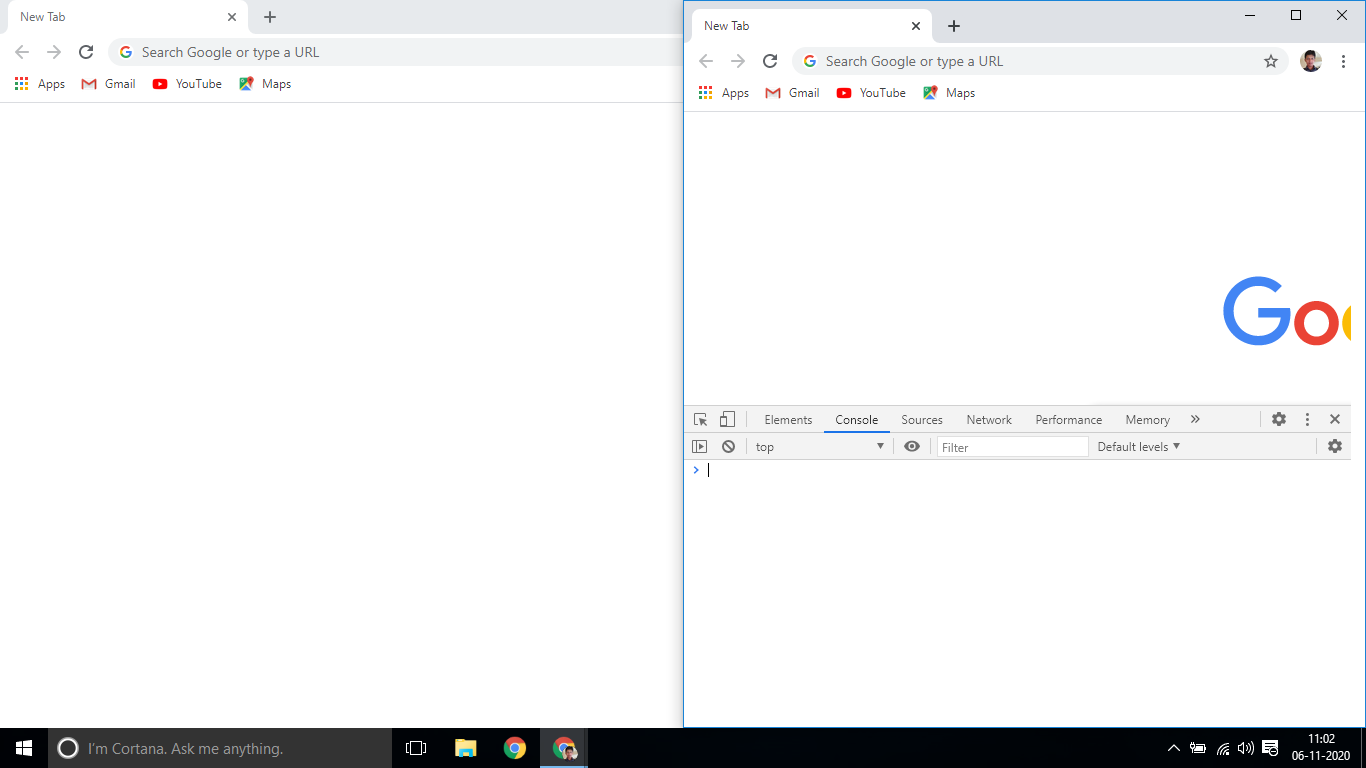 New Tab
Search Google or type a URL
Apps Gmail YouTube Maps
New Tab
Search Google or type a URL
Apps Gmail YouTube Maps
Goo
Elements Console Sources Network Performance Memory
top Filter Default levels
I'm Cortana. Ask me anything.
11:02
06-11-2020